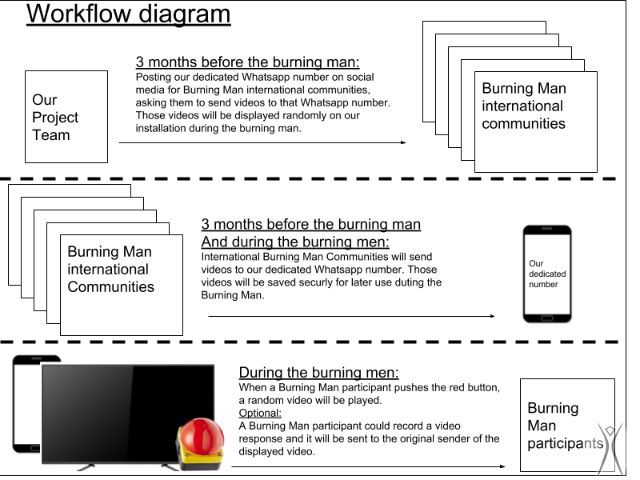 Workflow diagram
Our
Project
Team
3 months before the burning man:
Posting our dedicated Whatsapp number on social
media for Burning Man international communities,
asking them to send videos to that Whatsapp number.
Those videos will be displayed randomly on our
installation during the burning man.
Burning Man
international
communities
Burning Man
international
Communities
3 months before the burning man
And during the burning men:
International Burning Man Communities will send
videos to our dedicated Whatsapp number. Those
videos will be saved securly for later use duting the
Burning Man.
Our
dedicated
number
During the burning men:
When a Burning Man participant pushes the red button,
a random video will be played.
Optional:
A Burning Man participant could record a video
response and it will be sent to the original sender of the
displayed video.
Burning
Man
participants